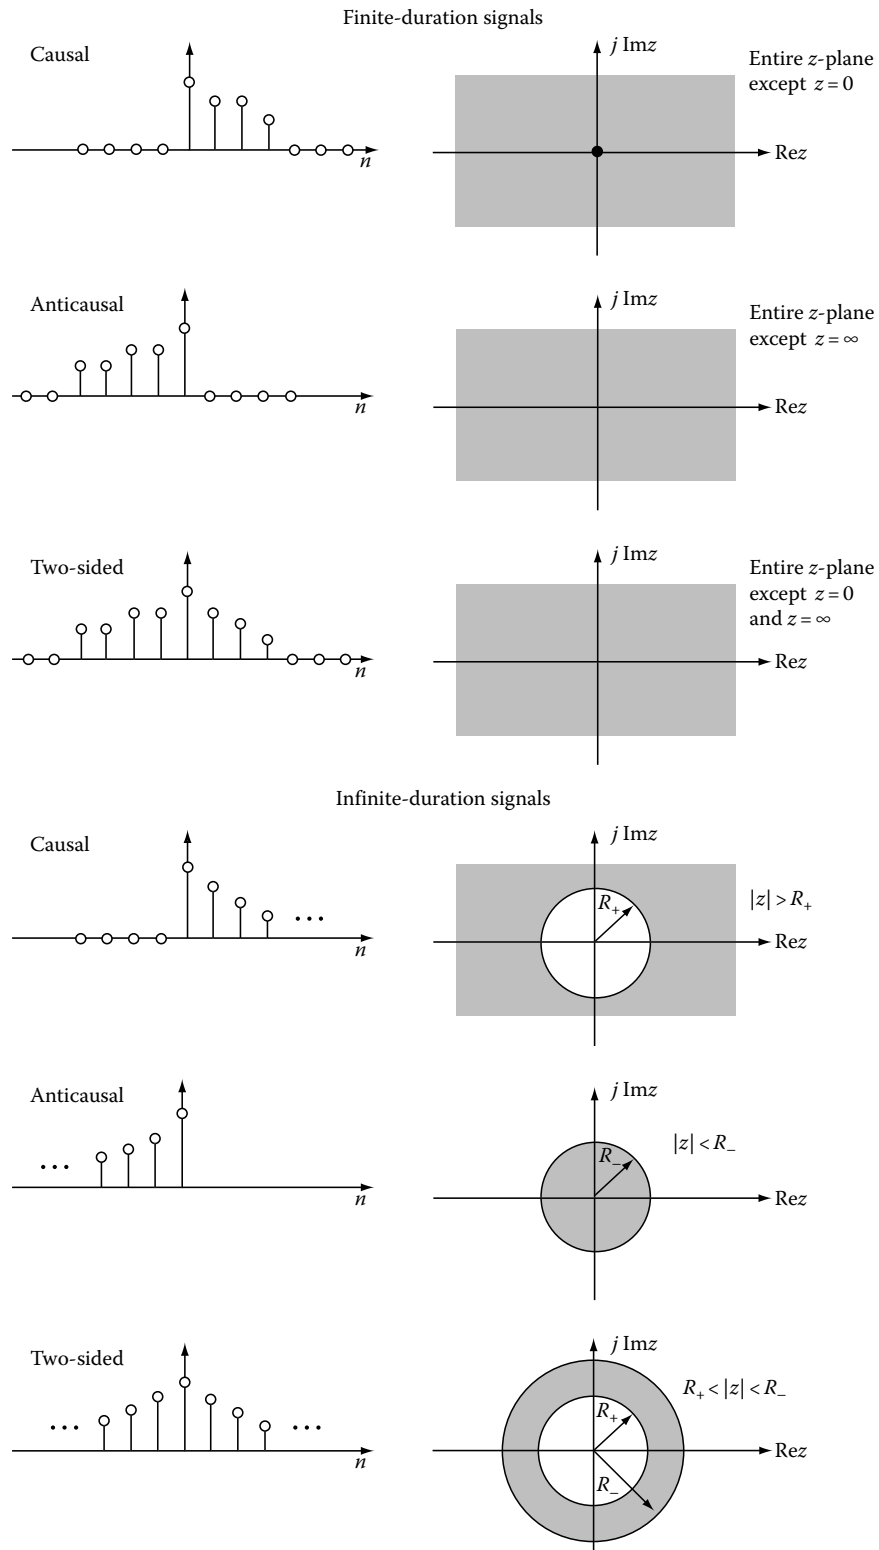 Finite-duration signals
Causal
n
j Imz
Rez
Entire z-plane
except z = 0
Anticausal
n
j Imz
Rez
Entire z-plane
except z = ∞
Two-sided
n
j Imz
Rez
Entire z-plane
except z = 0
and z = ∞
Infinite-duration signals
Causal
...
n
j Imz
R₊
Rez
|z| > R₊
Anticausal
...
n
j Imz
R₋
Rez
|z| < R₋
Two-sided
... ...
n
j Imz
R₊
R₋
Rez
R₊ < |z| < R₋